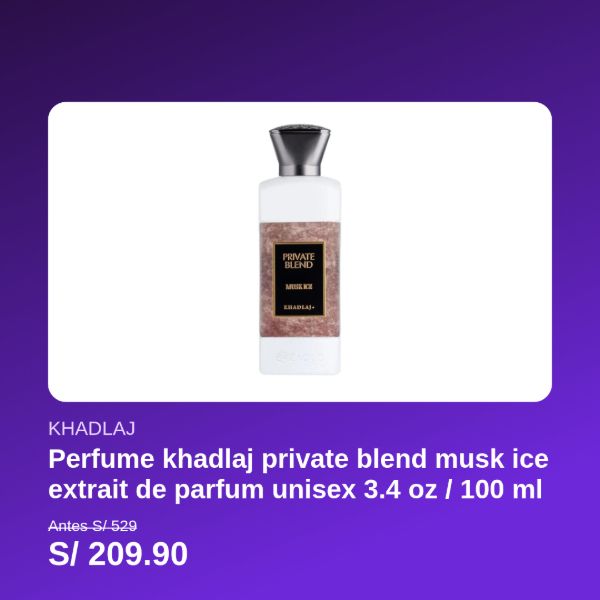 PRIVATE
BLEND
MUSK ICE
KHADLAJ
KHADLAJ
Perfume khadlaj private blend musk ice
extrait de parfum unisex 3.4 oz / 100 ml
Antes S/ 529
S/ 209.90